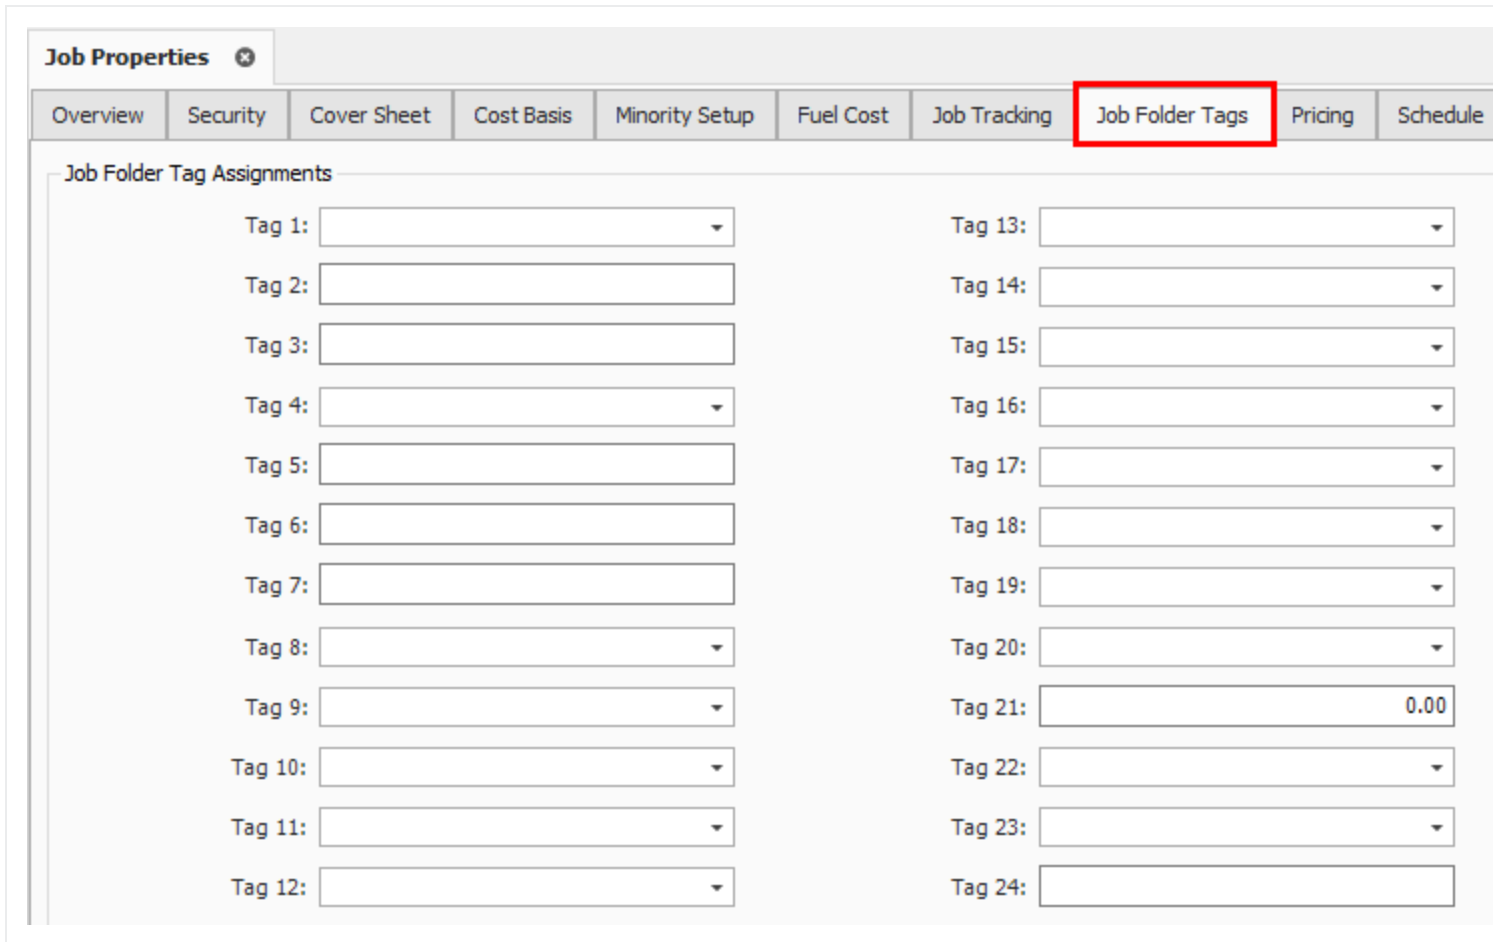 Job Properties
Overview Security Cover Sheet Cost Basis Minority Setup Fuel Cost Job Tracking Job Folder Tags Pricing Schedule
Job Folder Tag Assignments
Tag 1: Tag 13:
Tag 2: Tag 14:
Tag 3: Tag 15:
Tag 4: Tag 16:
Tag 5: Tag 17:
Tag 6: Tag 18:
Tag 7: Tag 19:
Tag 8: Tag 20:
Tag 9: Tag 21: 0.00
Tag 10: Tag 22:
Tag 11: Tag 23:
Tag 12: Tag 24: